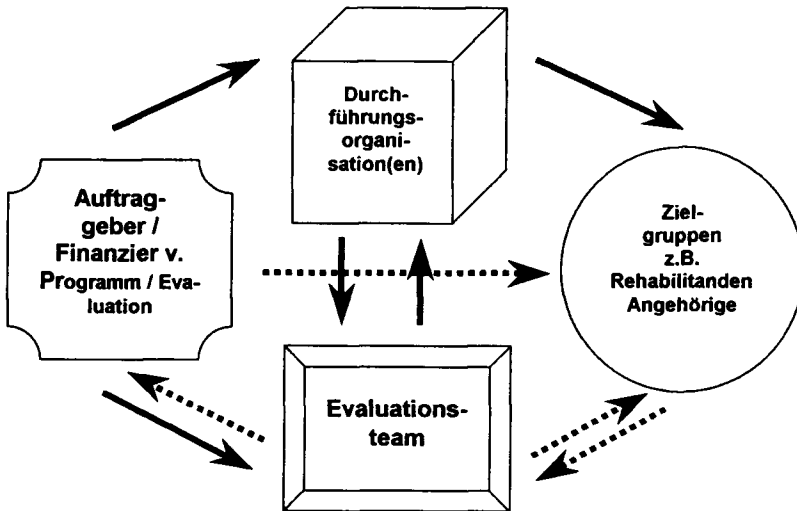 Durch-
führungs-
organi-
sation(en)
Auftrag-
geber /
Finanzier v.
Programm / Eva-
luation
Ziel-
gruppen
z.B.
Rehabilitanden
Angehörige
Evaluations-
team